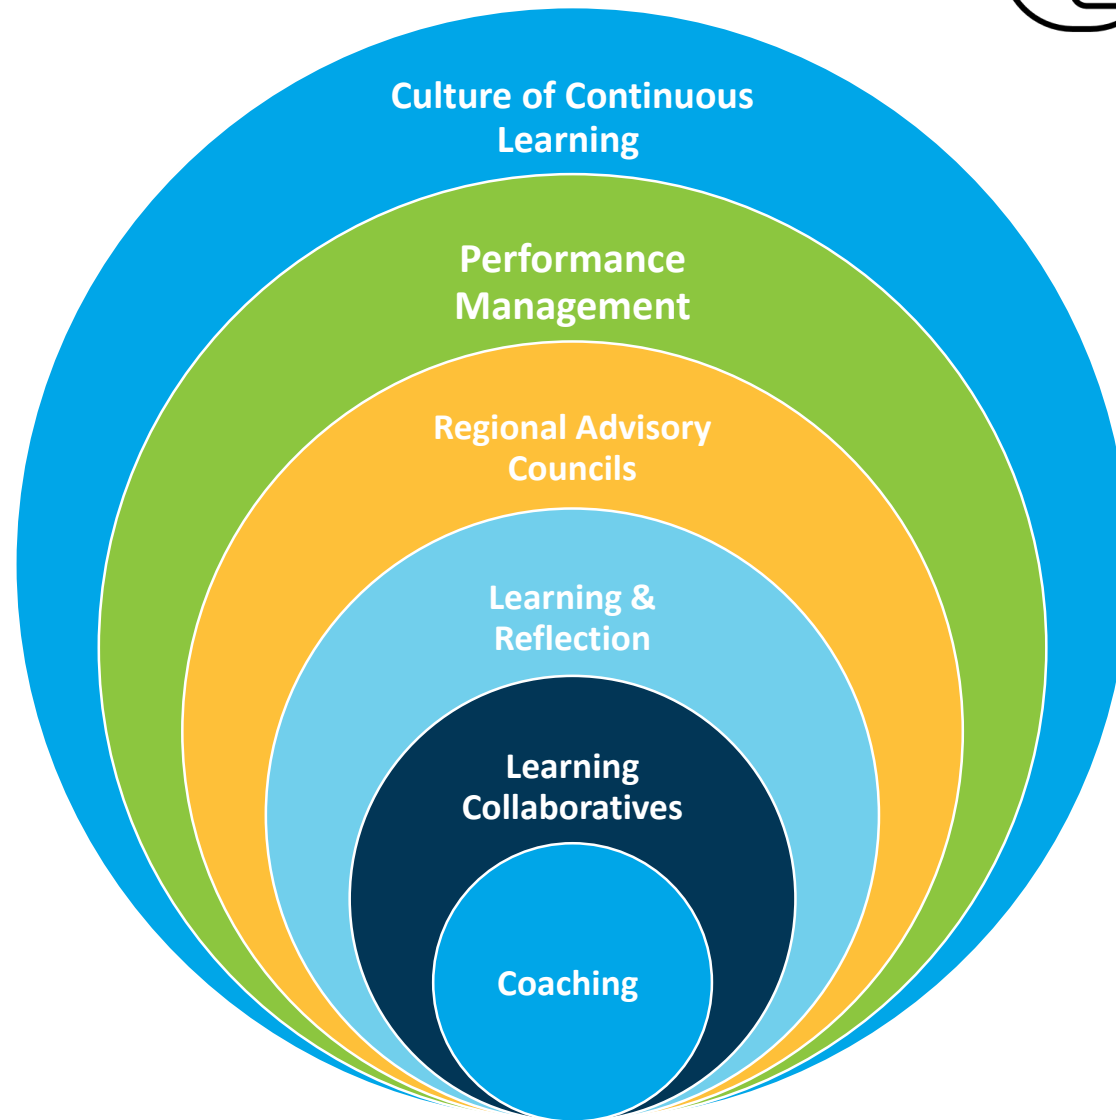 Culture of Continuous
Learning
Performance
Management
Regional Advisory
Councils
Learning &
Reflection
Learning
Collaboratives
Coaching